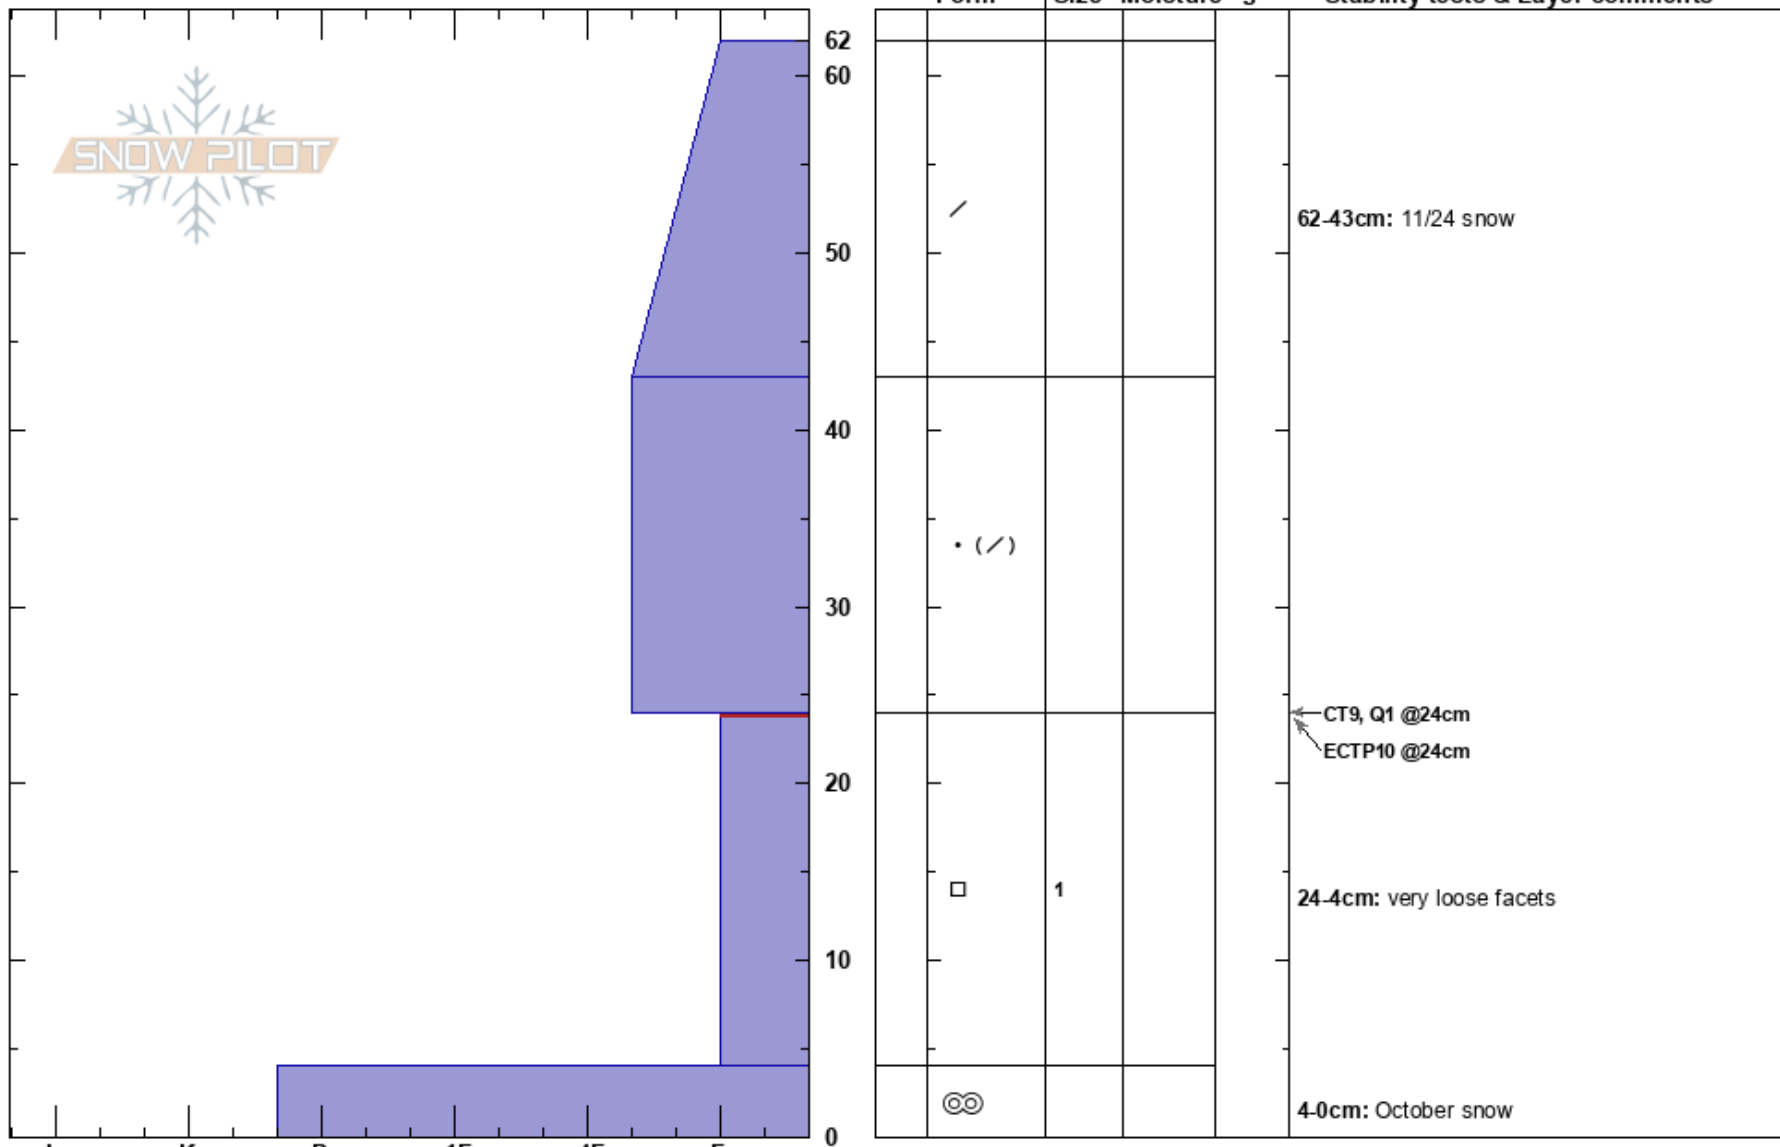 SNOW PILOT
62
60
50
40
30
20
10
0
62-43cm: 11/24 snow
• (/)
CT9, Q1 @24cm
ECTP10 @24cm
1
24-4cm: very loose facets
4-0cm: October snow